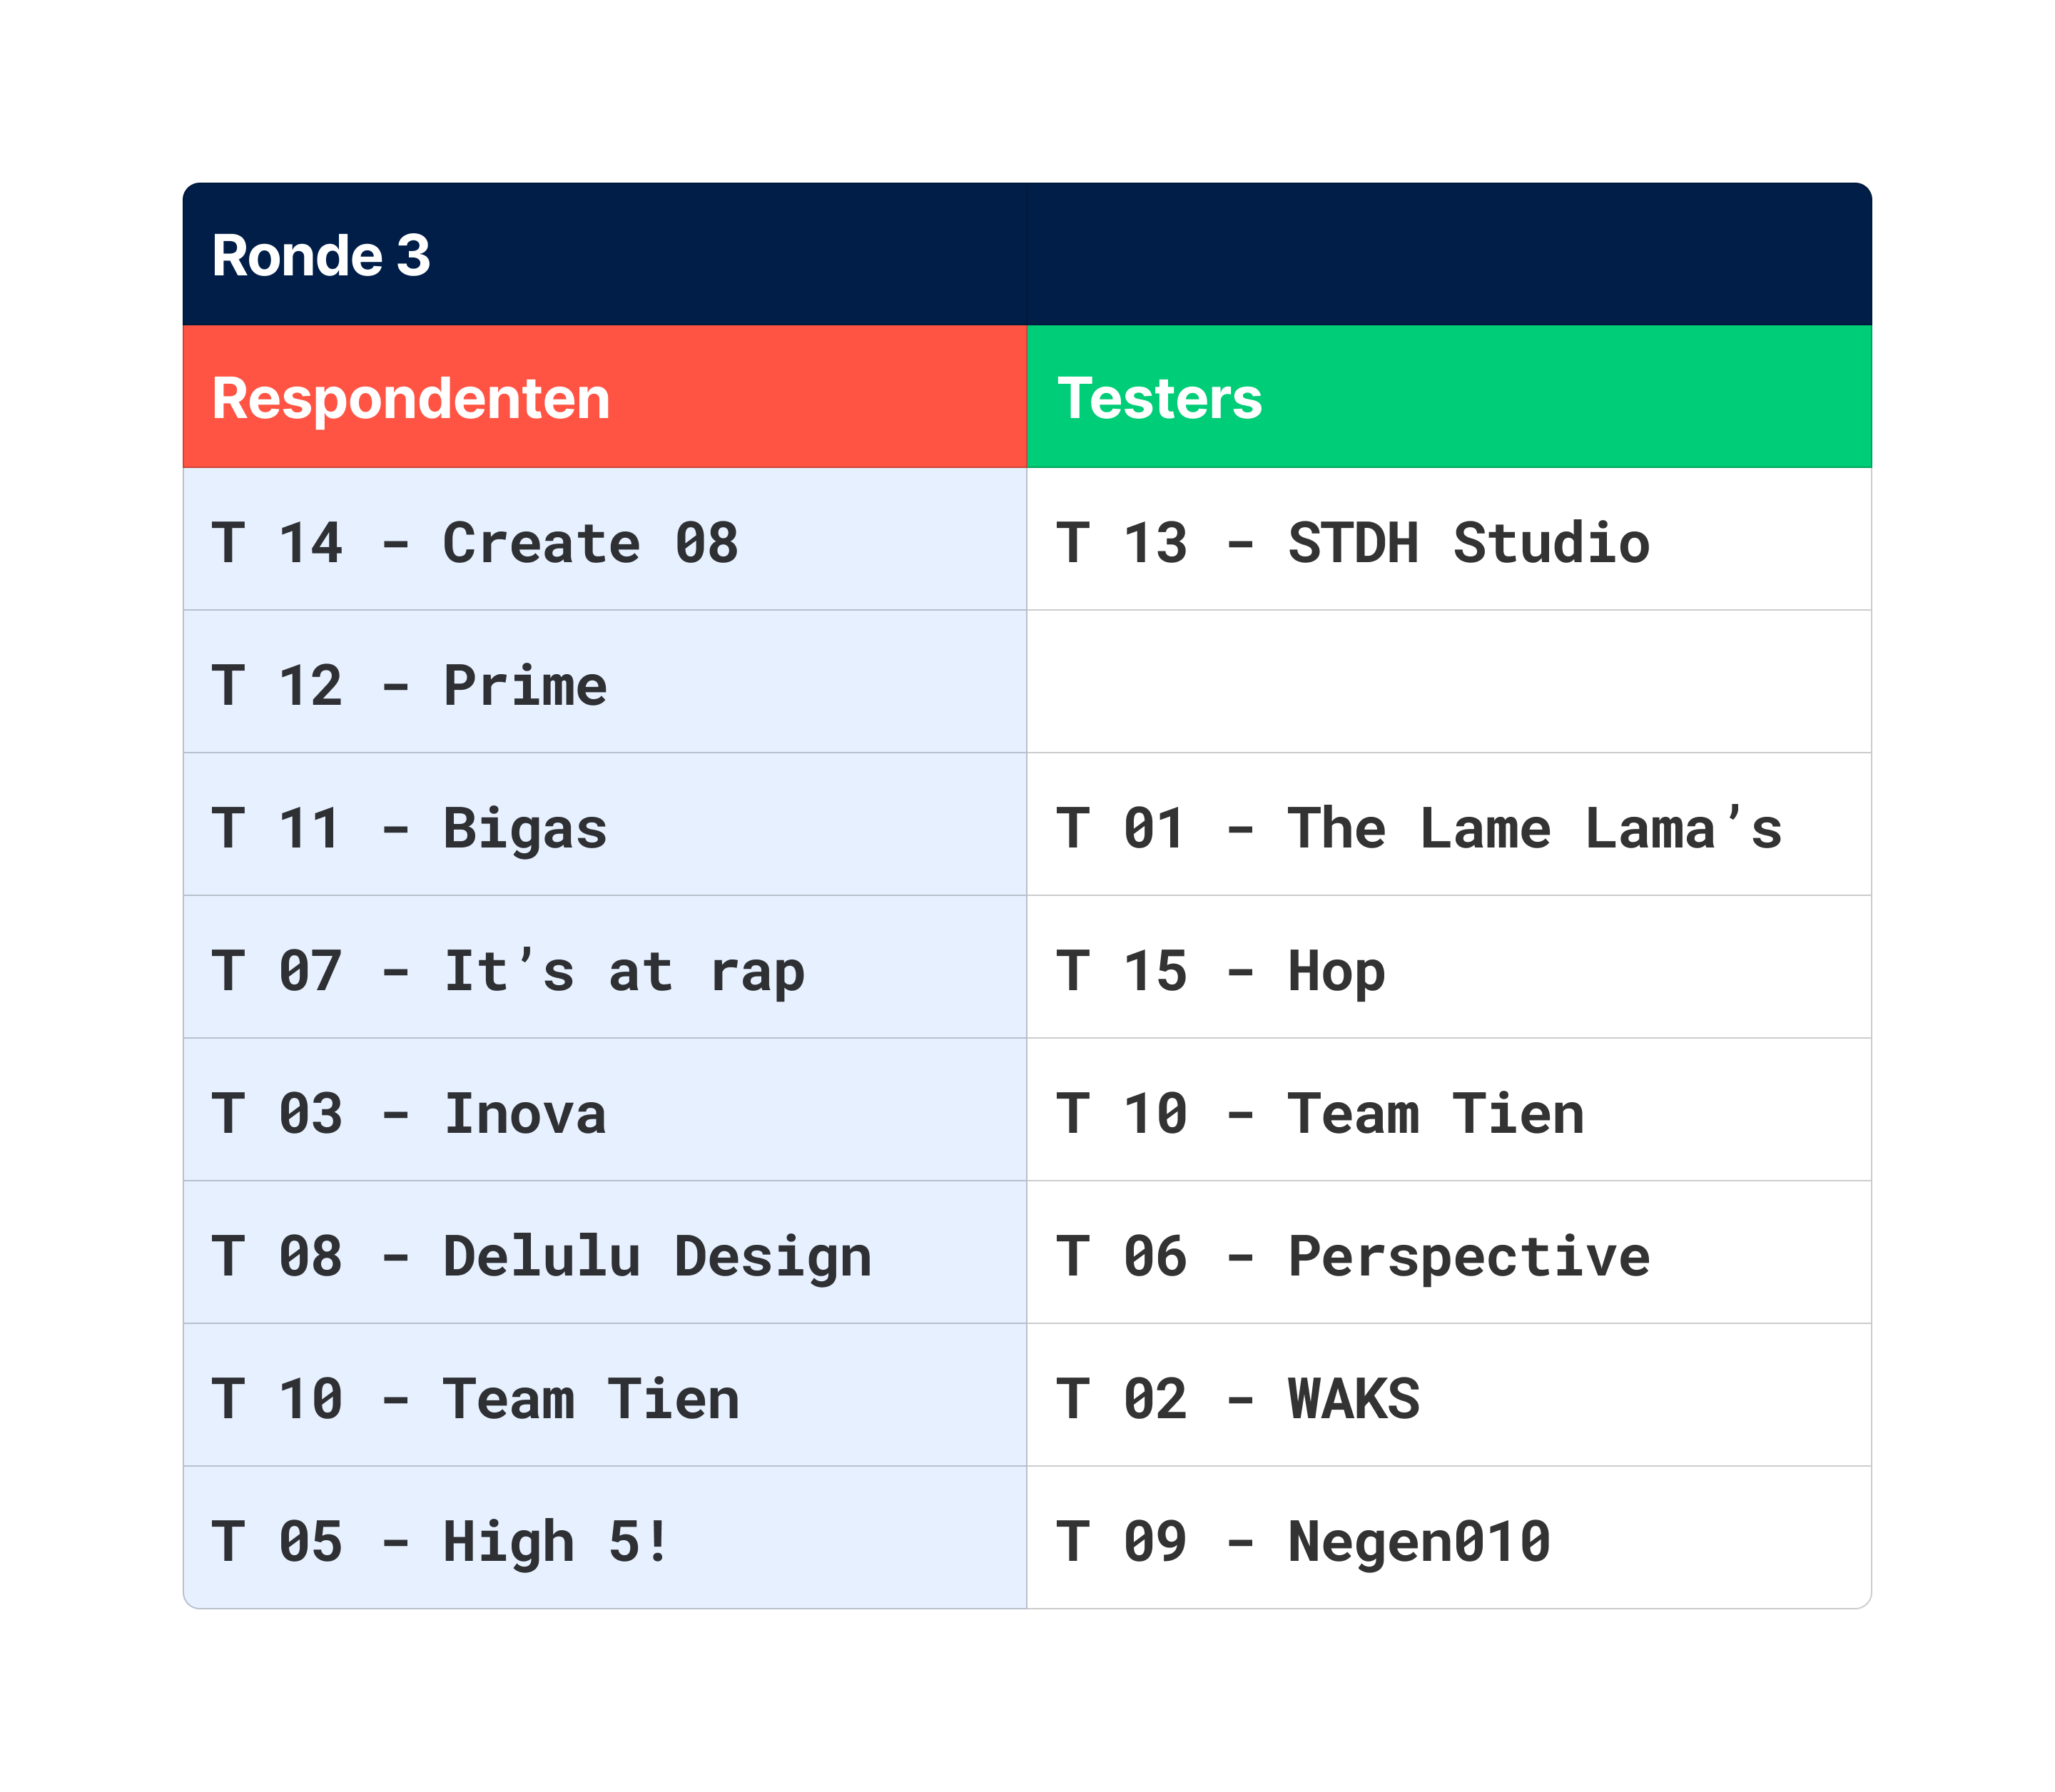 Ronde 3
Respondenten Testers
T 14 - Create 08 T 13 - STDH Studio
T 12 - Prime
T 11 - Bigas T 01 - The Lame Lama’s
T 07 - It’s at rap T 15 - Hop
T 03 - Inova T 10 - Team Tien
T 08 - Delulu Design T 06 - Perspective
T 10 - Team Tien T 02 - WAKS
T 05 - High 5! T 09 - Negen010